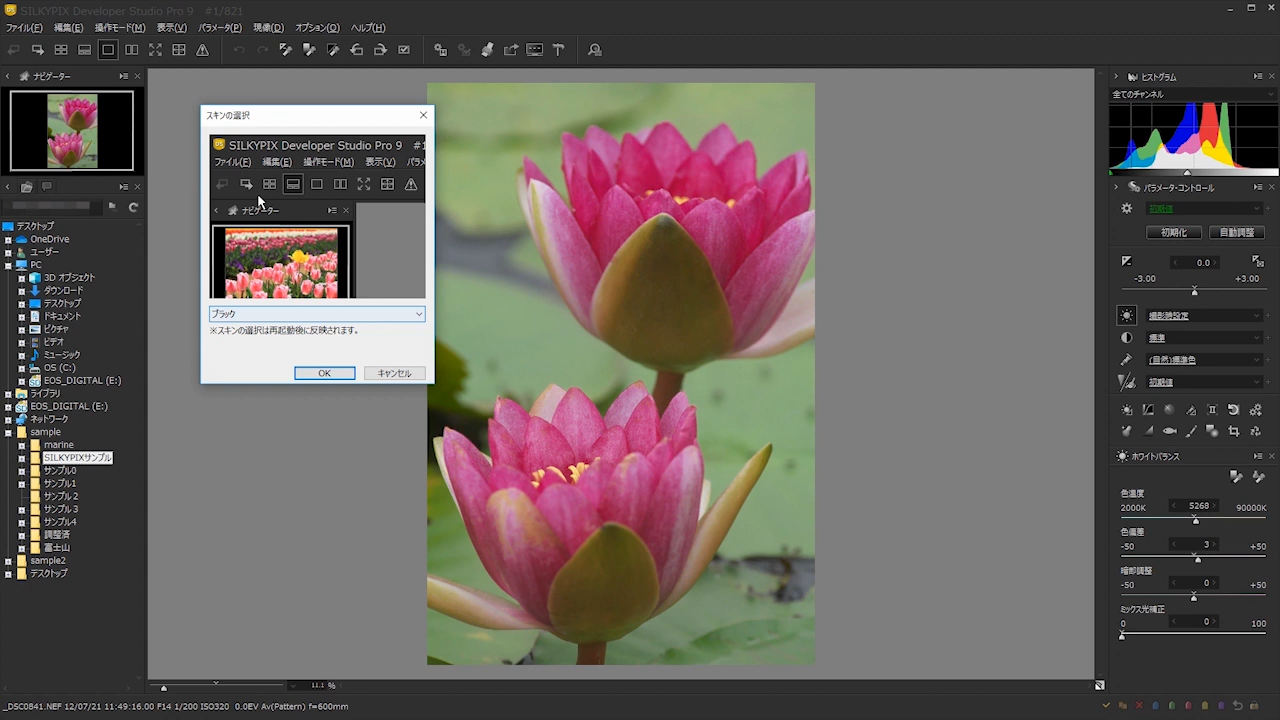 SILKYPIX Developer Studio Pro 9 #1/821
ファイル(F) 編集(E) 操作モード(M) 表示(V) パラメータ(P) 現像(D) オプション(O) ヘルプ(H)
ナビゲーター
デスクトップ
OneDrive
ユーザー
PC
3D オブジェクト
ダウンロード
デスクトップ
ドキュメント
ピクチャ
ビデオ
ミュージック
OS (C:)
EOS_DIGITAL (E:)
ライブラリ
EOS_DIGITAL (E:)
ネットワーク
sample
marine
SILKYPIXサンプル
サンプル0
サンプル1
サンプル2
サンプル3
サンプル4
調整済
富士山
sample2
デスクトップ
スキンの選択
SILKYPIX Developer Studio Pro 9 #1
ファイル(F) 編集(E) 操作モード(M) 表示(V) パラメ
ナビゲーター
ブラック
※スキンの選択は再起動後に反映されます。
OK キャンセル
11.1 %
ヒストグラム
全てのチャンネル
パラメータ・コントロール
初期値
初期化 自動調整
0.0
-3.00 +3.00
撮影時設定
標準
(自然)標準色
初期値
ホワイトバランス
色温度
2000K 5268 90000K
色偏差
-50 3 +50
暗部調整
-50 0 +50
ミックス光補正
0 0 100
_DSC0841.NEF 12/07/21 11:49:16.00 F14 1/200 ISO320 0.0EV Av(Pattern) f=600mm